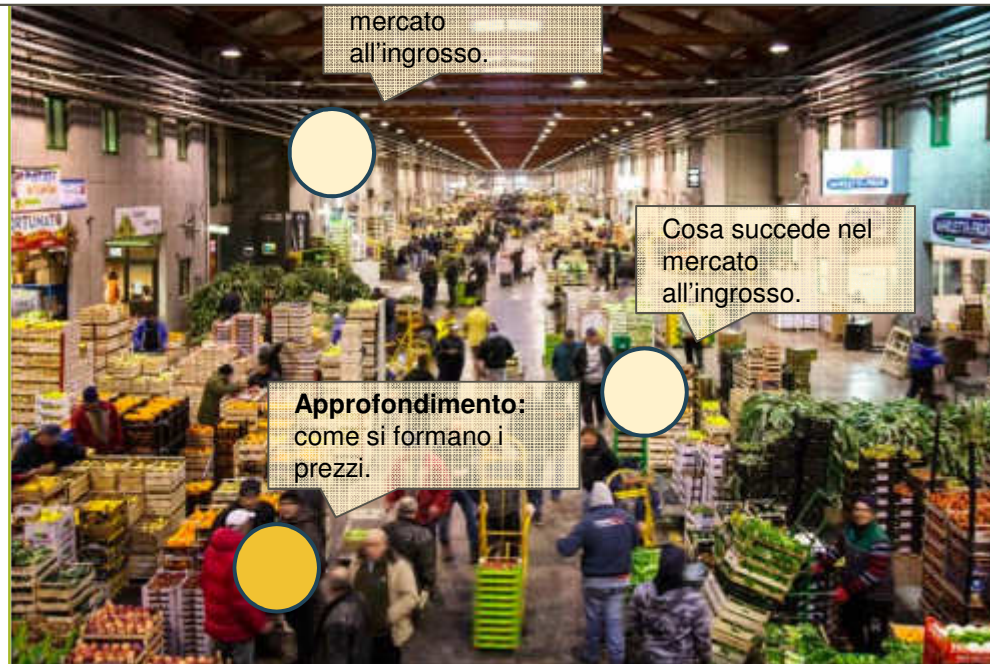 mercato
all'ingrosso.
Cosa succede nel
mercato
all'ingrosso.
Approfondimento:
come si formano i
prezzi.